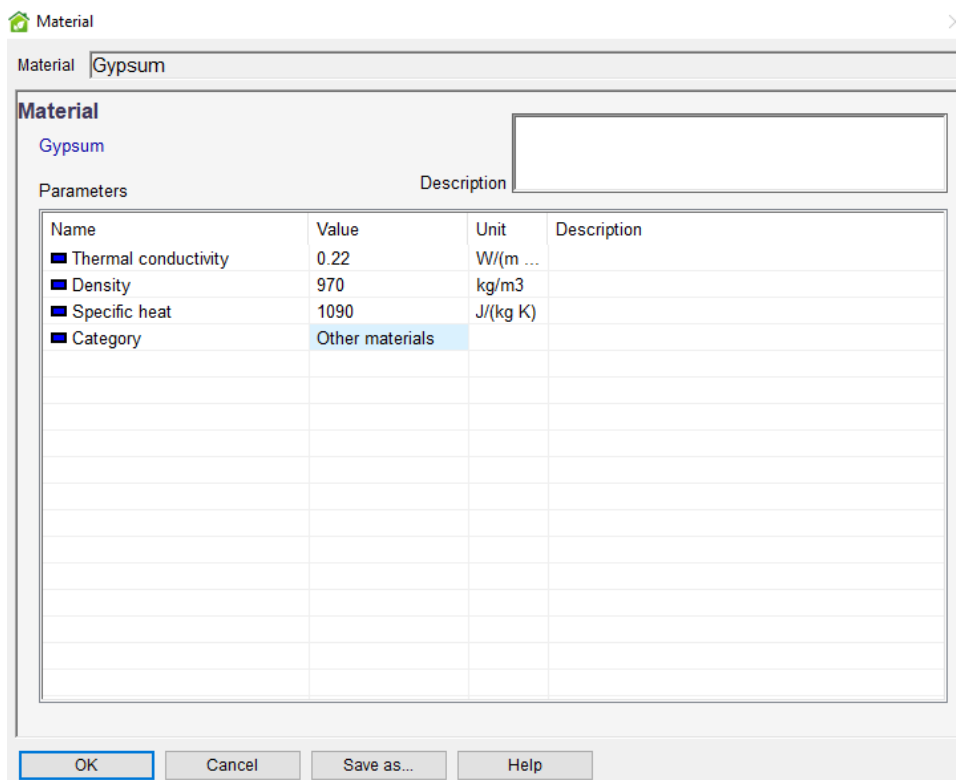 Material
Material Gypsum
Material
Gypsum
Description
Parameters
Name Value Unit Description
Thermal conductivity 0.22 W/(m ...
Density 970 kg/m3
Specific heat 1090 J/(kg K)
Category Other materials
OK Cancel Save as... Help